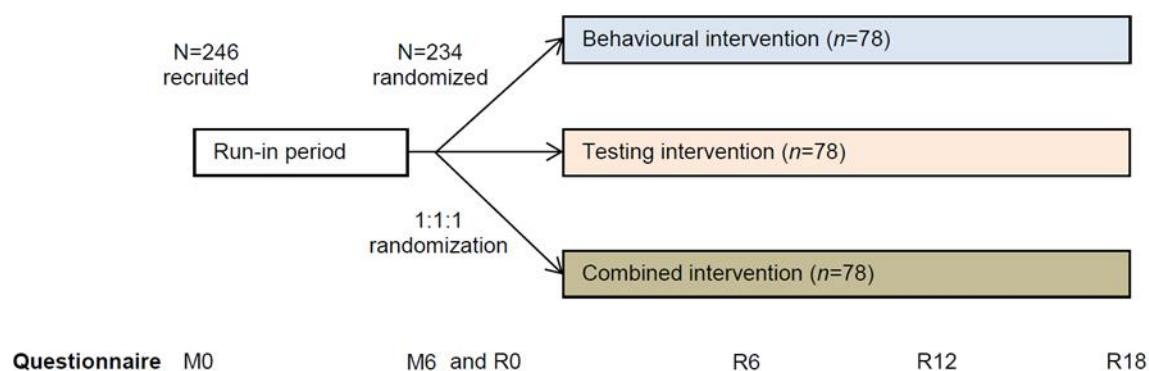 Behavioural intervention (n=78)
N=246
recruited
N=234
randomized
Run-in period
Testing intervention (n=78)
1:1:1
randomization
Combined intervention (n=78)
Questionnaire M0 M6 and R0 R6 R12 R18